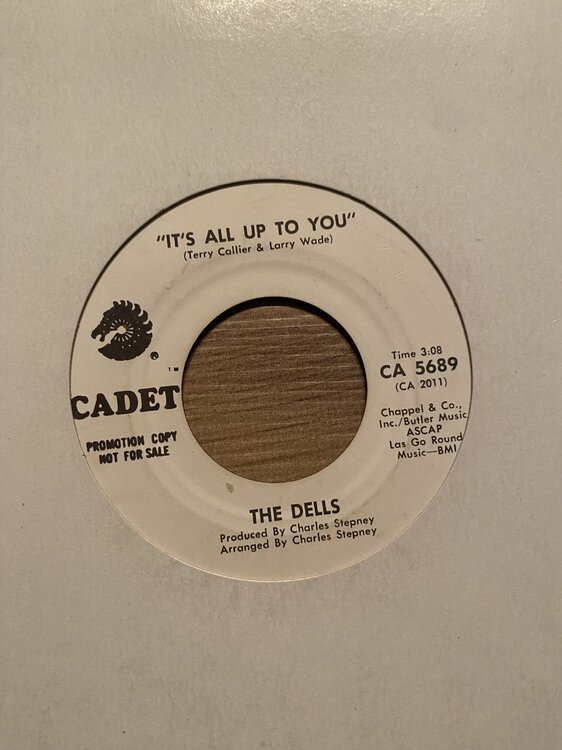 "IT'S ALL UP TO YOU"
(Terry Callier & Larry Wade)
TM
CADET
PROMOTION COPY
NOT FOR SALE
Time 3:08
CA 5689
(CA 2011)
Chappel & Co.,
Inc./Butler Music
ASCAP
Las Go Round
Music—BMI
THE DELLS
Produced By Charles Stepney
Arranged By Charles Stepney